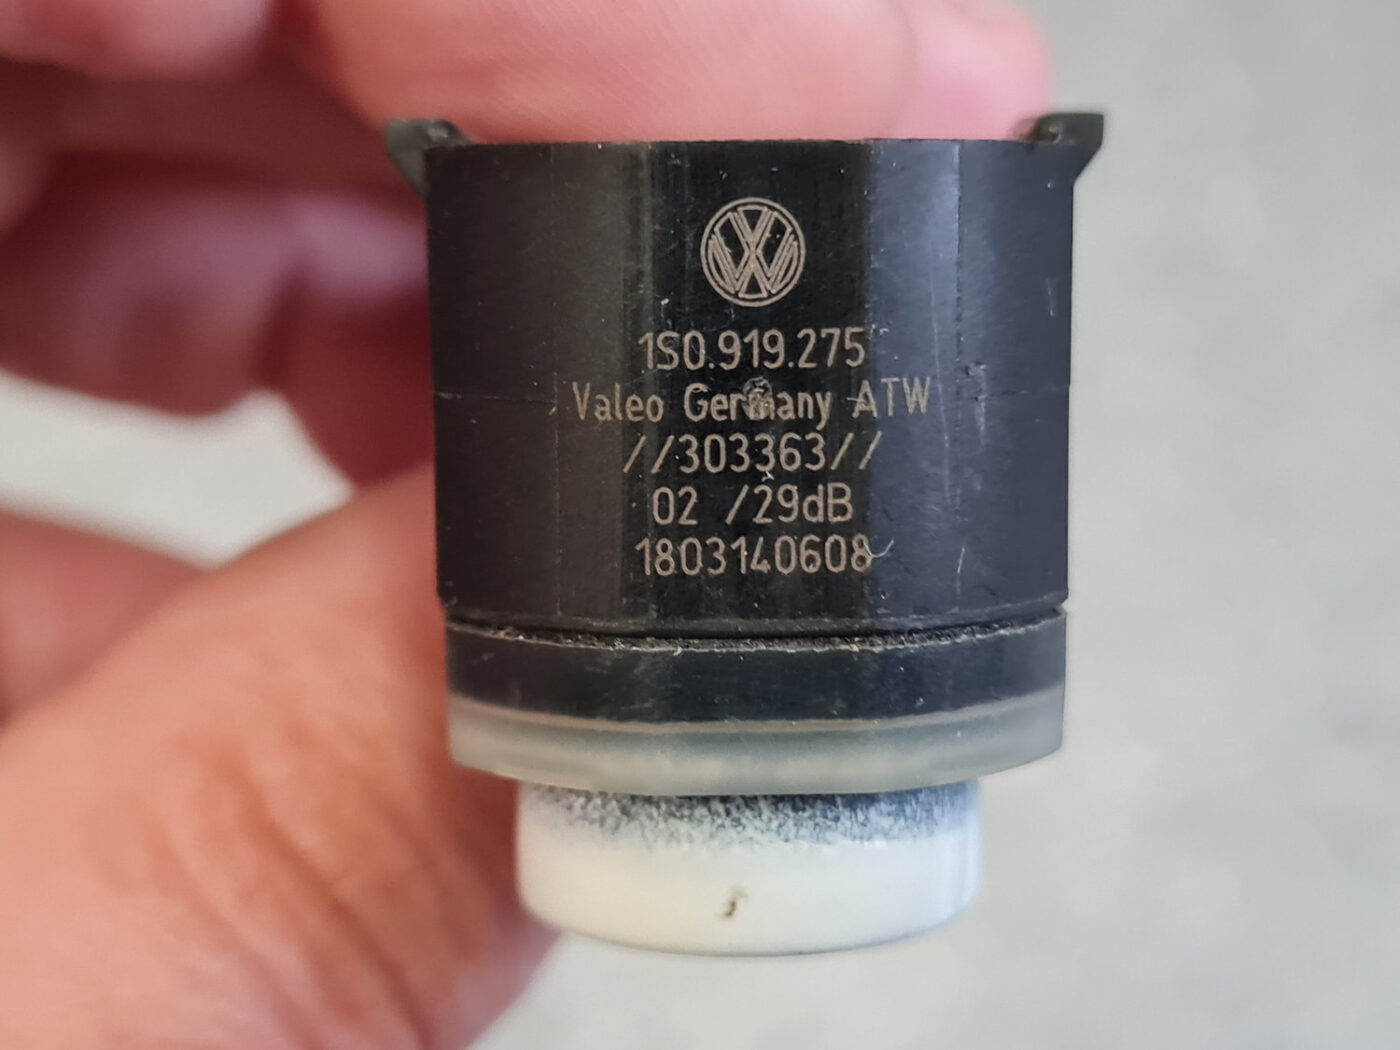 1S0.919.275
Valeo Germany ATW
//303363//
02 /29dB
1803140608